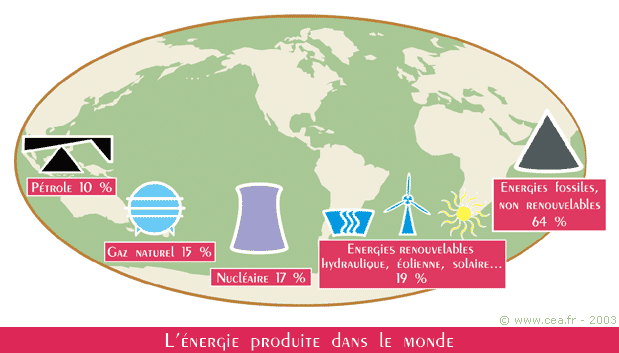 Pétrole 10 %
Gaz naturel 15 %
Nucléaire 17 %
Energies renouvelables
hydraulique, éolienne, solaire...
19 %
Energies fossiles,
non renouvelables
64 %
© www.cea.fr - 2003
L'énergie produite dans le monde